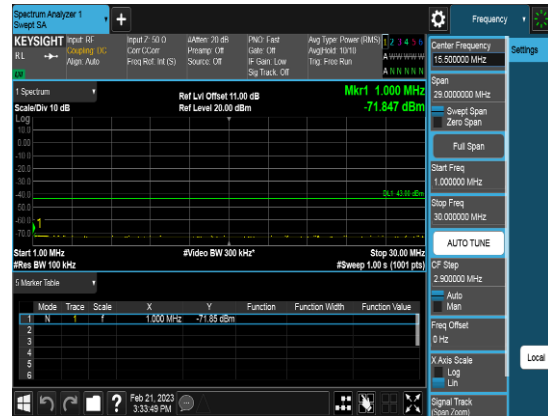 Spectrum Analyzer 1
Swept SA
+
Frequency
KEYSIGHT
RL
Input: RF
Coupling: DC
Align: Auto
Input Z: 50 Ω
Corr CCorr
Freq Ref: Int (S)
#Atten: 20 dB
Preamp: Off
Source: Off
PNO: Fast
Gate: Off
IF Gain: Low
Sig Track: Off
Avg Type: Power (RMS)
Avg|Hold: 10/10
Trig: Free Run
1 2 3 4 5 6
A W W W W W
A N N N N N
1 Spectrum
Scale/Div 10 dB
Ref Lvl Offset 11.00 dB
Ref Level 20.00 dBm
Mkr1 1.000 MHz
-71.847 dBm
Log
10.0
0.00
-10.0
-20.0
-30.0
-40.0
-50.0
-60.0
-70.0
DL1 -43.00 dBm
1
Start 1.00 MHz
#Res BW 100 kHz
#Video BW 300 kHz*
Stop 30.00 MHz
#Sweep 1.00 s (1001 pts)
5 Marker Table
Mode Trace Scale X Y Function Function Width Function Value
1 N 1 f 1.000 MHz -71.85 dBm
2
3
4
5
6
Feb 21, 2023
3:33:49 PM
Center Frequency
15.500000 MHz
Settings
Span
29.0000000 MHz
Swept Span
Zero Span
Full Span
Start Freq
1.000000 MHz
Stop Freq
30.000000 MHz
AUTO TUNE
CF Step
2.900000 MHz
Auto
Man
Freq Offset
0 Hz
X Axis Scale
Log
Lin
Local
Signal Track
(Span Zoom)